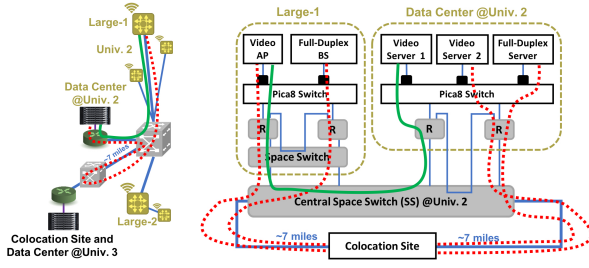 Large-1
Univ. 2
Data Center
@Univ. 2
~7 miles
Large-2
Colocation Site and
Data Center @Univ. 3
Large-1
Data Center @Univ. 2
Video
AP
Full-Duplex
BS
Video
Server 1
Video
Server 2
Full-Duplex
Server
Pica8 Switch
Pica8 Switch
R
R
R
R
Space Switch
Central Space Switch (SS) @Univ. 2
~7 miles
Colocation Site
~7 miles